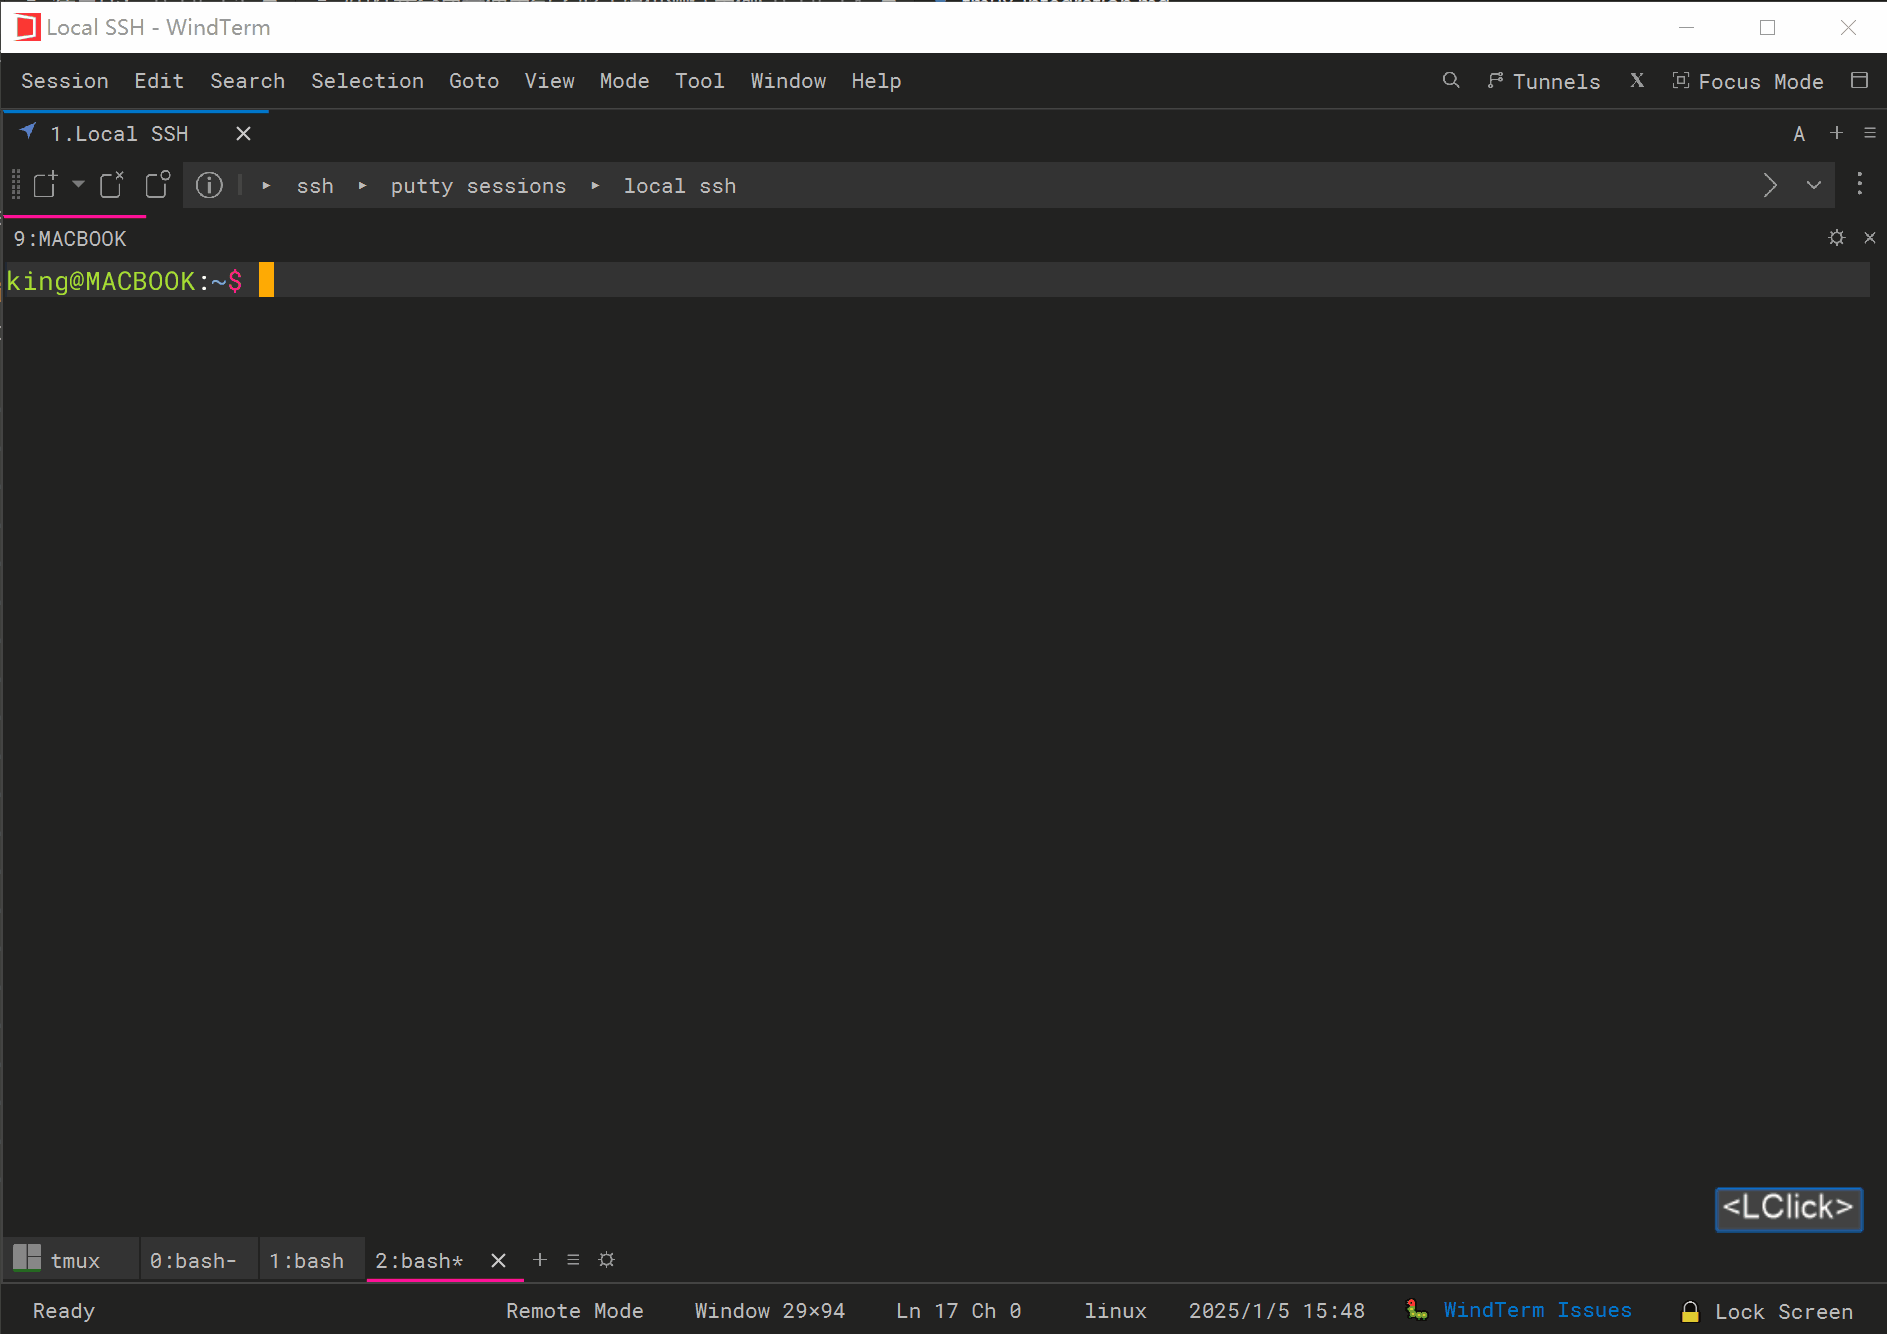 Local SSH - WindTerm
Session Edit Search Selection Goto View Mode Tool Window Help Tunnels X Focus Mode
1.Local SSH A
ssh ▸ putty sessions ▸ local ssh
9:MACBOOK
king@MACBOOK:~$
<LClick>
tmux 0:bash- 1:bash 2:bash*
Ready Remote Mode Window 29×94 Ln 17 Ch 0 linux 2025/1/5 15:48 WindTerm Issues Lock Screen